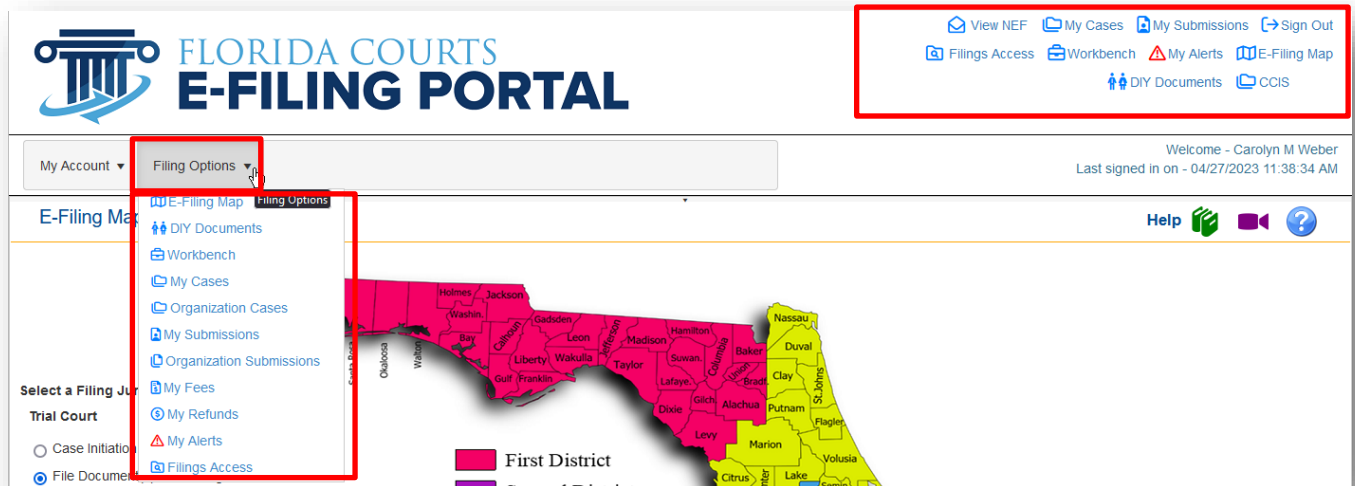 View NEF My Cases My Submissions Sign Out
Filings Access Workbench My Alerts E-Filing Map
DIY Documents CCIS
FLORIDA COURTS
E-FILING PORTAL
Welcome - Carolyn M Weber
Last signed in on - 04/27/2023 11:38:34 AM
My Account Filing Options
Filing Options
E-Filing Map
Help
E-Filing Map
DIY Documents
Workbench
My Cases
Organization Cases
My Submissions
Organization Submissions
My Fees
My Refunds
My Alerts
Filings Access
Select a Filing Jur
Trial Court
Case Initiation
File Document
Holmes Jackson
Washin.
Bay
Calhoun
Gadsden
Liberty
Gulf Franklin
Leon
Wakulla
Jefferson
Madison
Taylor
Hamilton
Suwan.
Lafaye.
Columbia
Baker
Union
Bradf.
Dixie
Gilch
Alachua
Levy
Okaloosa
Walton
Nassau
Duval
Clay
St.Johns
Putnam
Flagler
Marion
Volusia
Citrus
Lake
First District